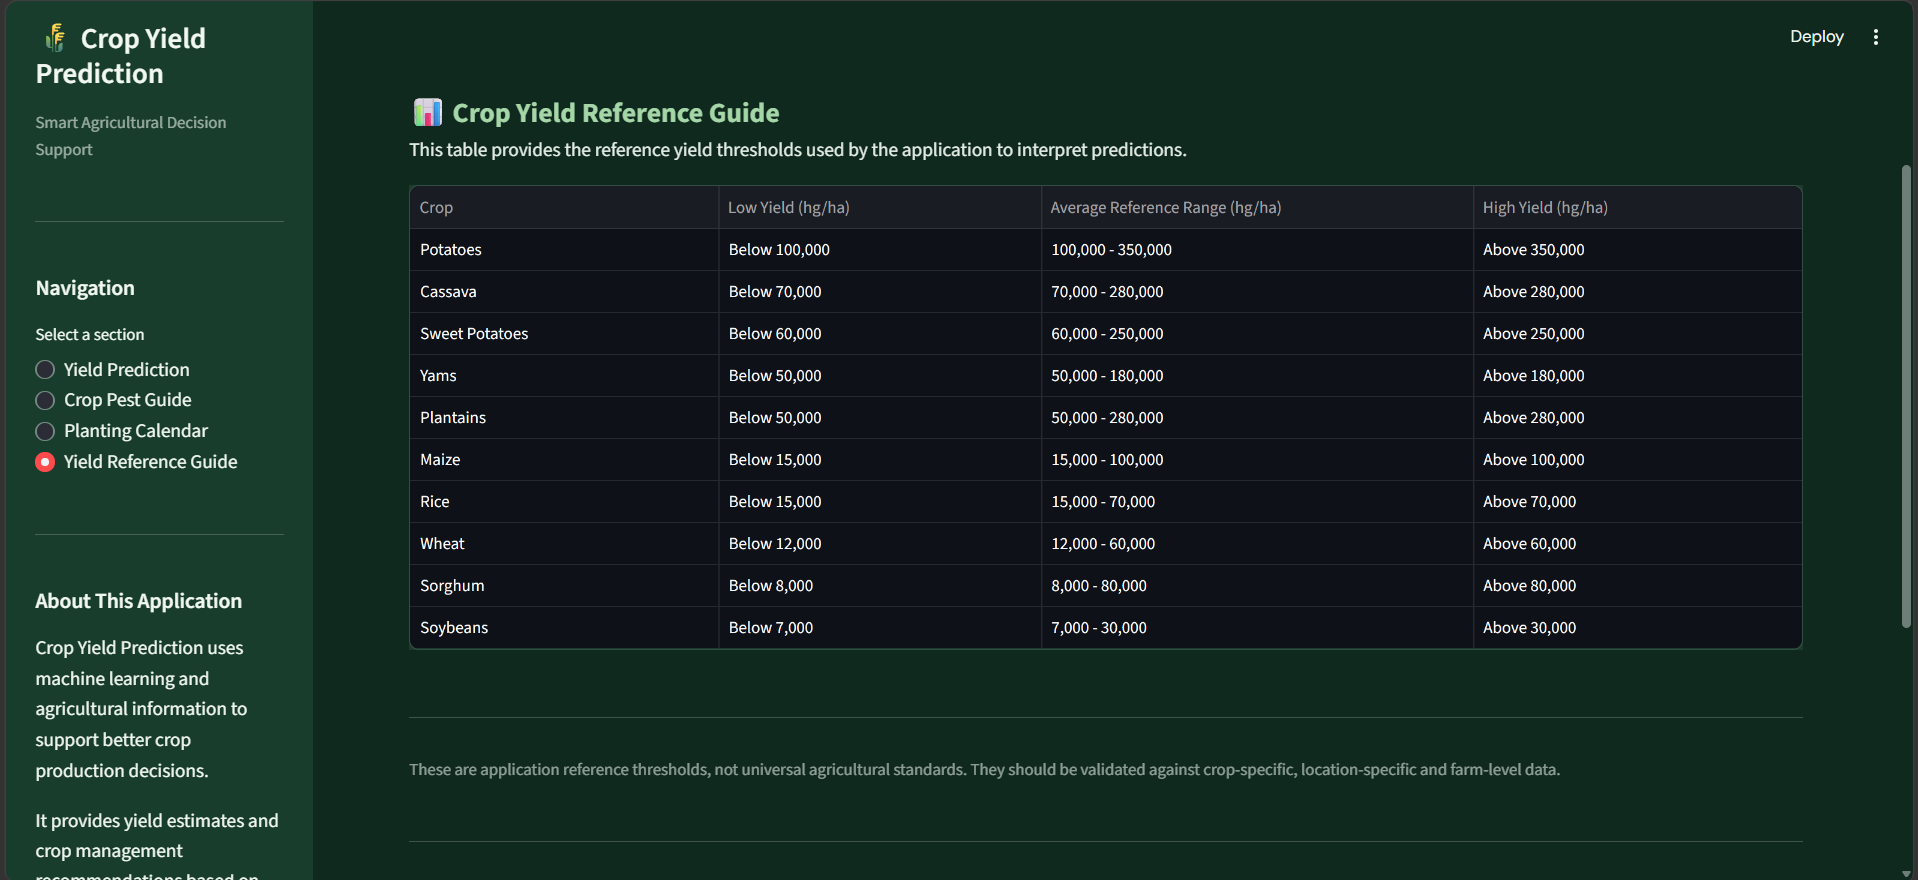 Crop Yield
Prediction
Smart Agricultural Decision
Support
Navigation
Select a section
Yield Prediction
Crop Pest Guide
Planting Calendar
Yield Reference Guide
About This Application
Crop Yield Prediction uses
machine learning and
agricultural information to
support better crop
production decisions.
It provides yield estimates and
crop management
recommendations based on
Deploy
Crop Yield Reference Guide
This table provides the reference yield thresholds used by the application to interpret predictions.
Crop Low Yield (hg/ha) Average Reference Range (hg/ha) High Yield (hg/ha)
Potatoes Below 100,000 100,000 - 350,000 Above 350,000
Cassava Below 70,000 70,000 - 280,000 Above 280,000
Sweet Potatoes Below 60,000 60,000 - 250,000 Above 250,000
Yams Below 50,000 50,000 - 180,000 Above 180,000
Plantains Below 50,000 50,000 - 280,000 Above 280,000
Maize Below 15,000 15,000 - 100,000 Above 100,000
Rice Below 15,000 15,000 - 70,000 Above 70,000
Wheat Below 12,000 12,000 - 60,000 Above 60,000
Sorghum Below 8,000 8,000 - 80,000 Above 80,000
Soybeans Below 7,000 7,000 - 30,000 Above 30,000
These are application reference thresholds, not universal agricultural standards. They should be validated against crop-specific, location-specific and farm-level data.